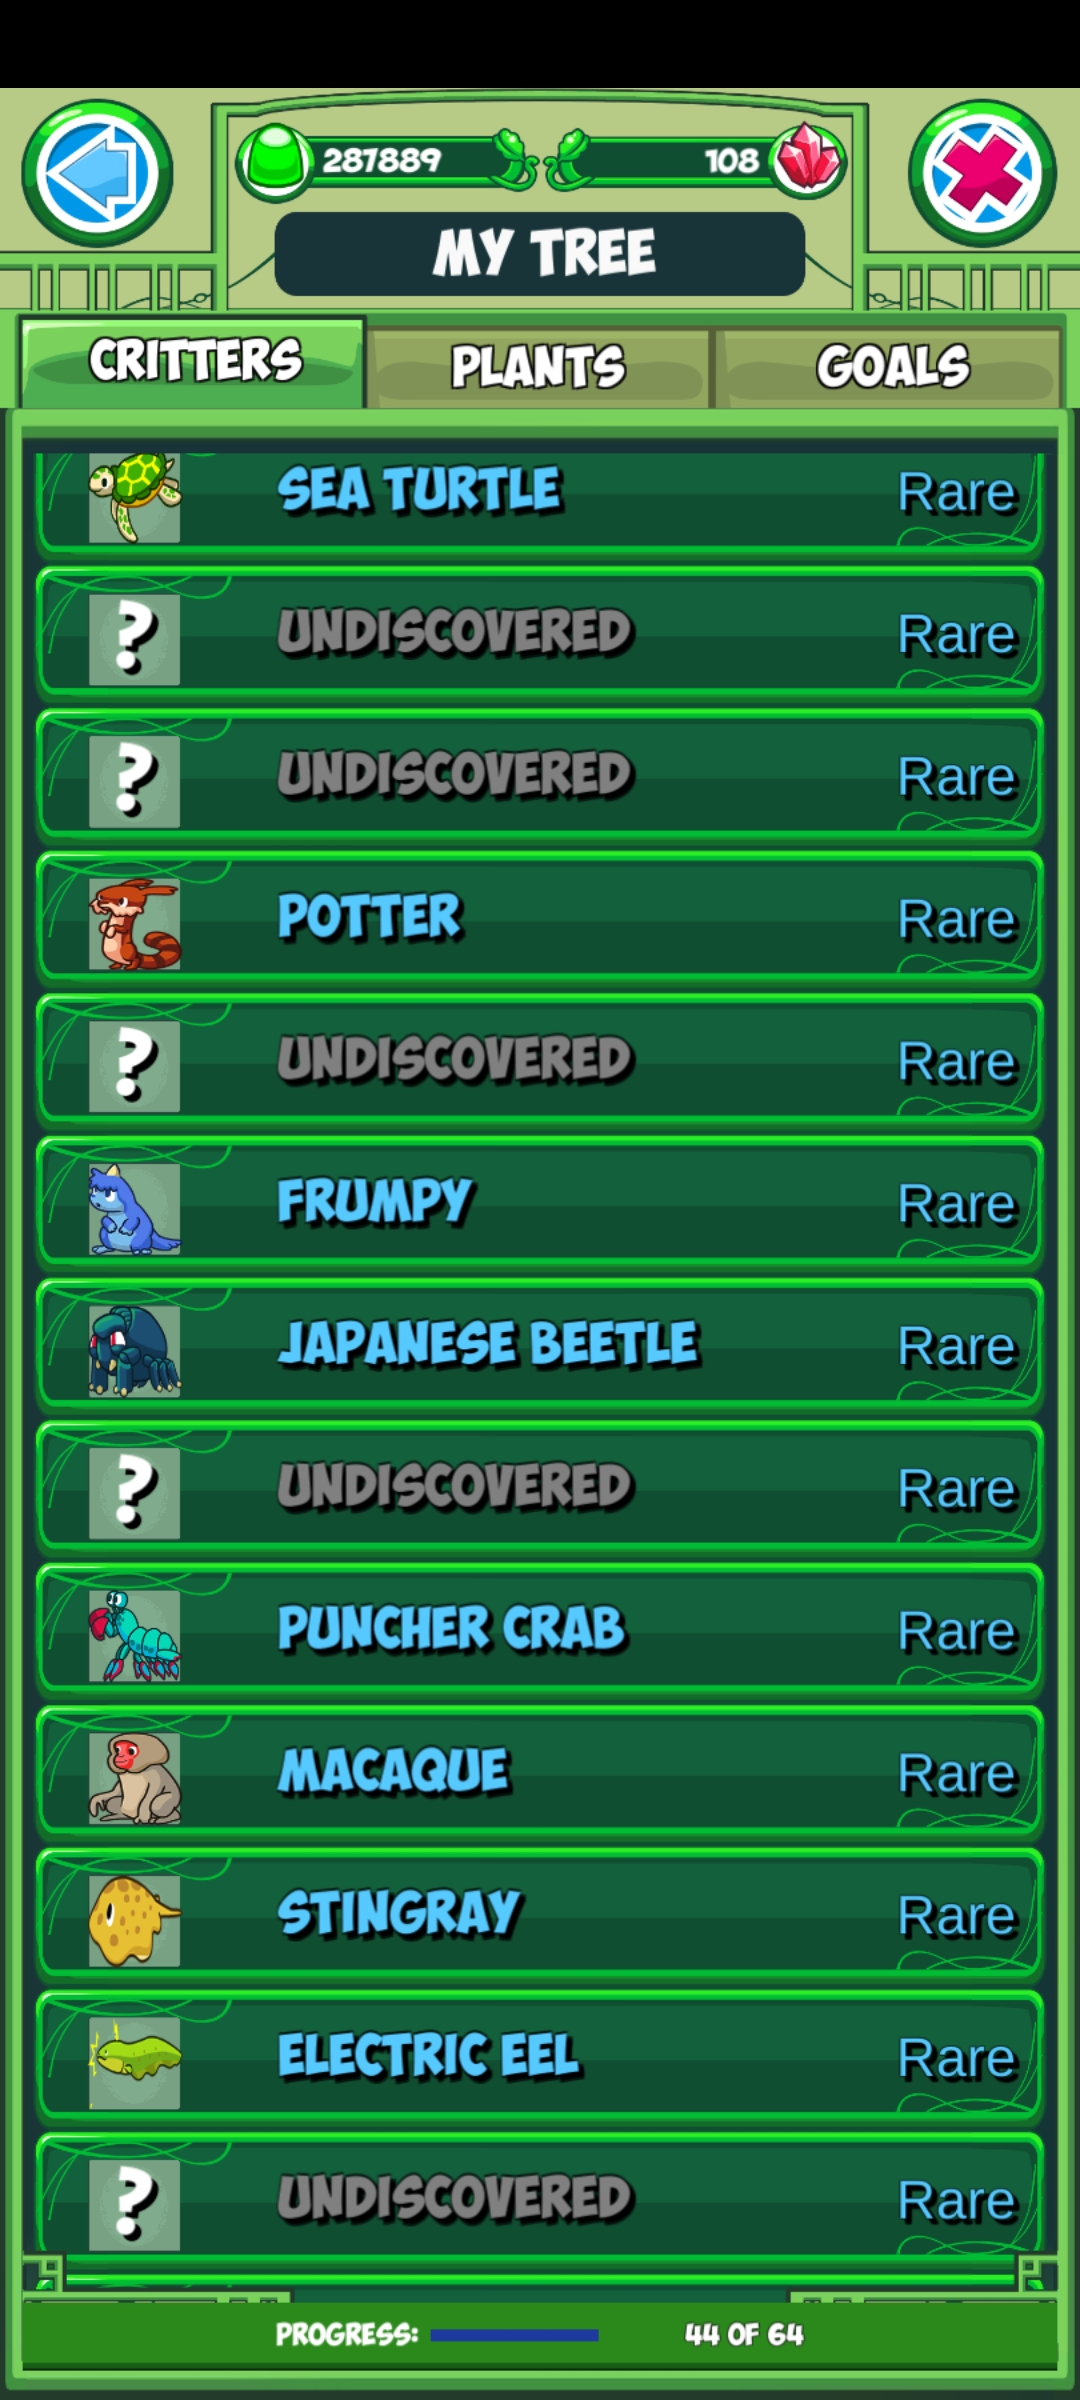 287889
108
MY TREE
CRITTERS
PLANTS
GOALS
SEA TURTLE
Rare
?
UNDISCOVERED
Rare
?
UNDISCOVERED
Rare
POTTER
Rare
?
UNDISCOVERED
Rare
FRUMPY
Rare
JAPANESE BEETLE
Rare
?
UNDISCOVERED
Rare
PUNCHER CRAB
Rare
MACAQUE
Rare
STINGRAY
Rare
ELECTRIC EEL
Rare
?
UNDISCOVERED
Rare
PROGRESS:
44 OF 64